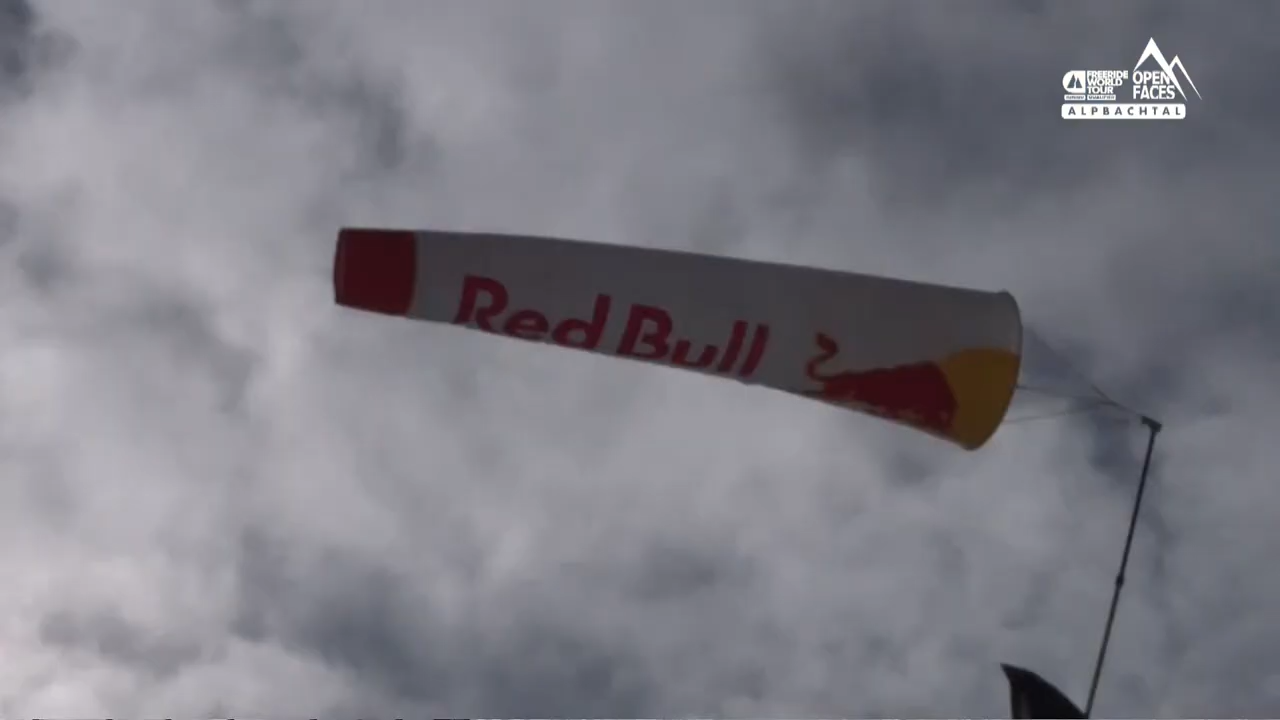 FREERIDE
WORLD
TOUR
OPEN
FACES
ALPBACHTAL
Red Bull